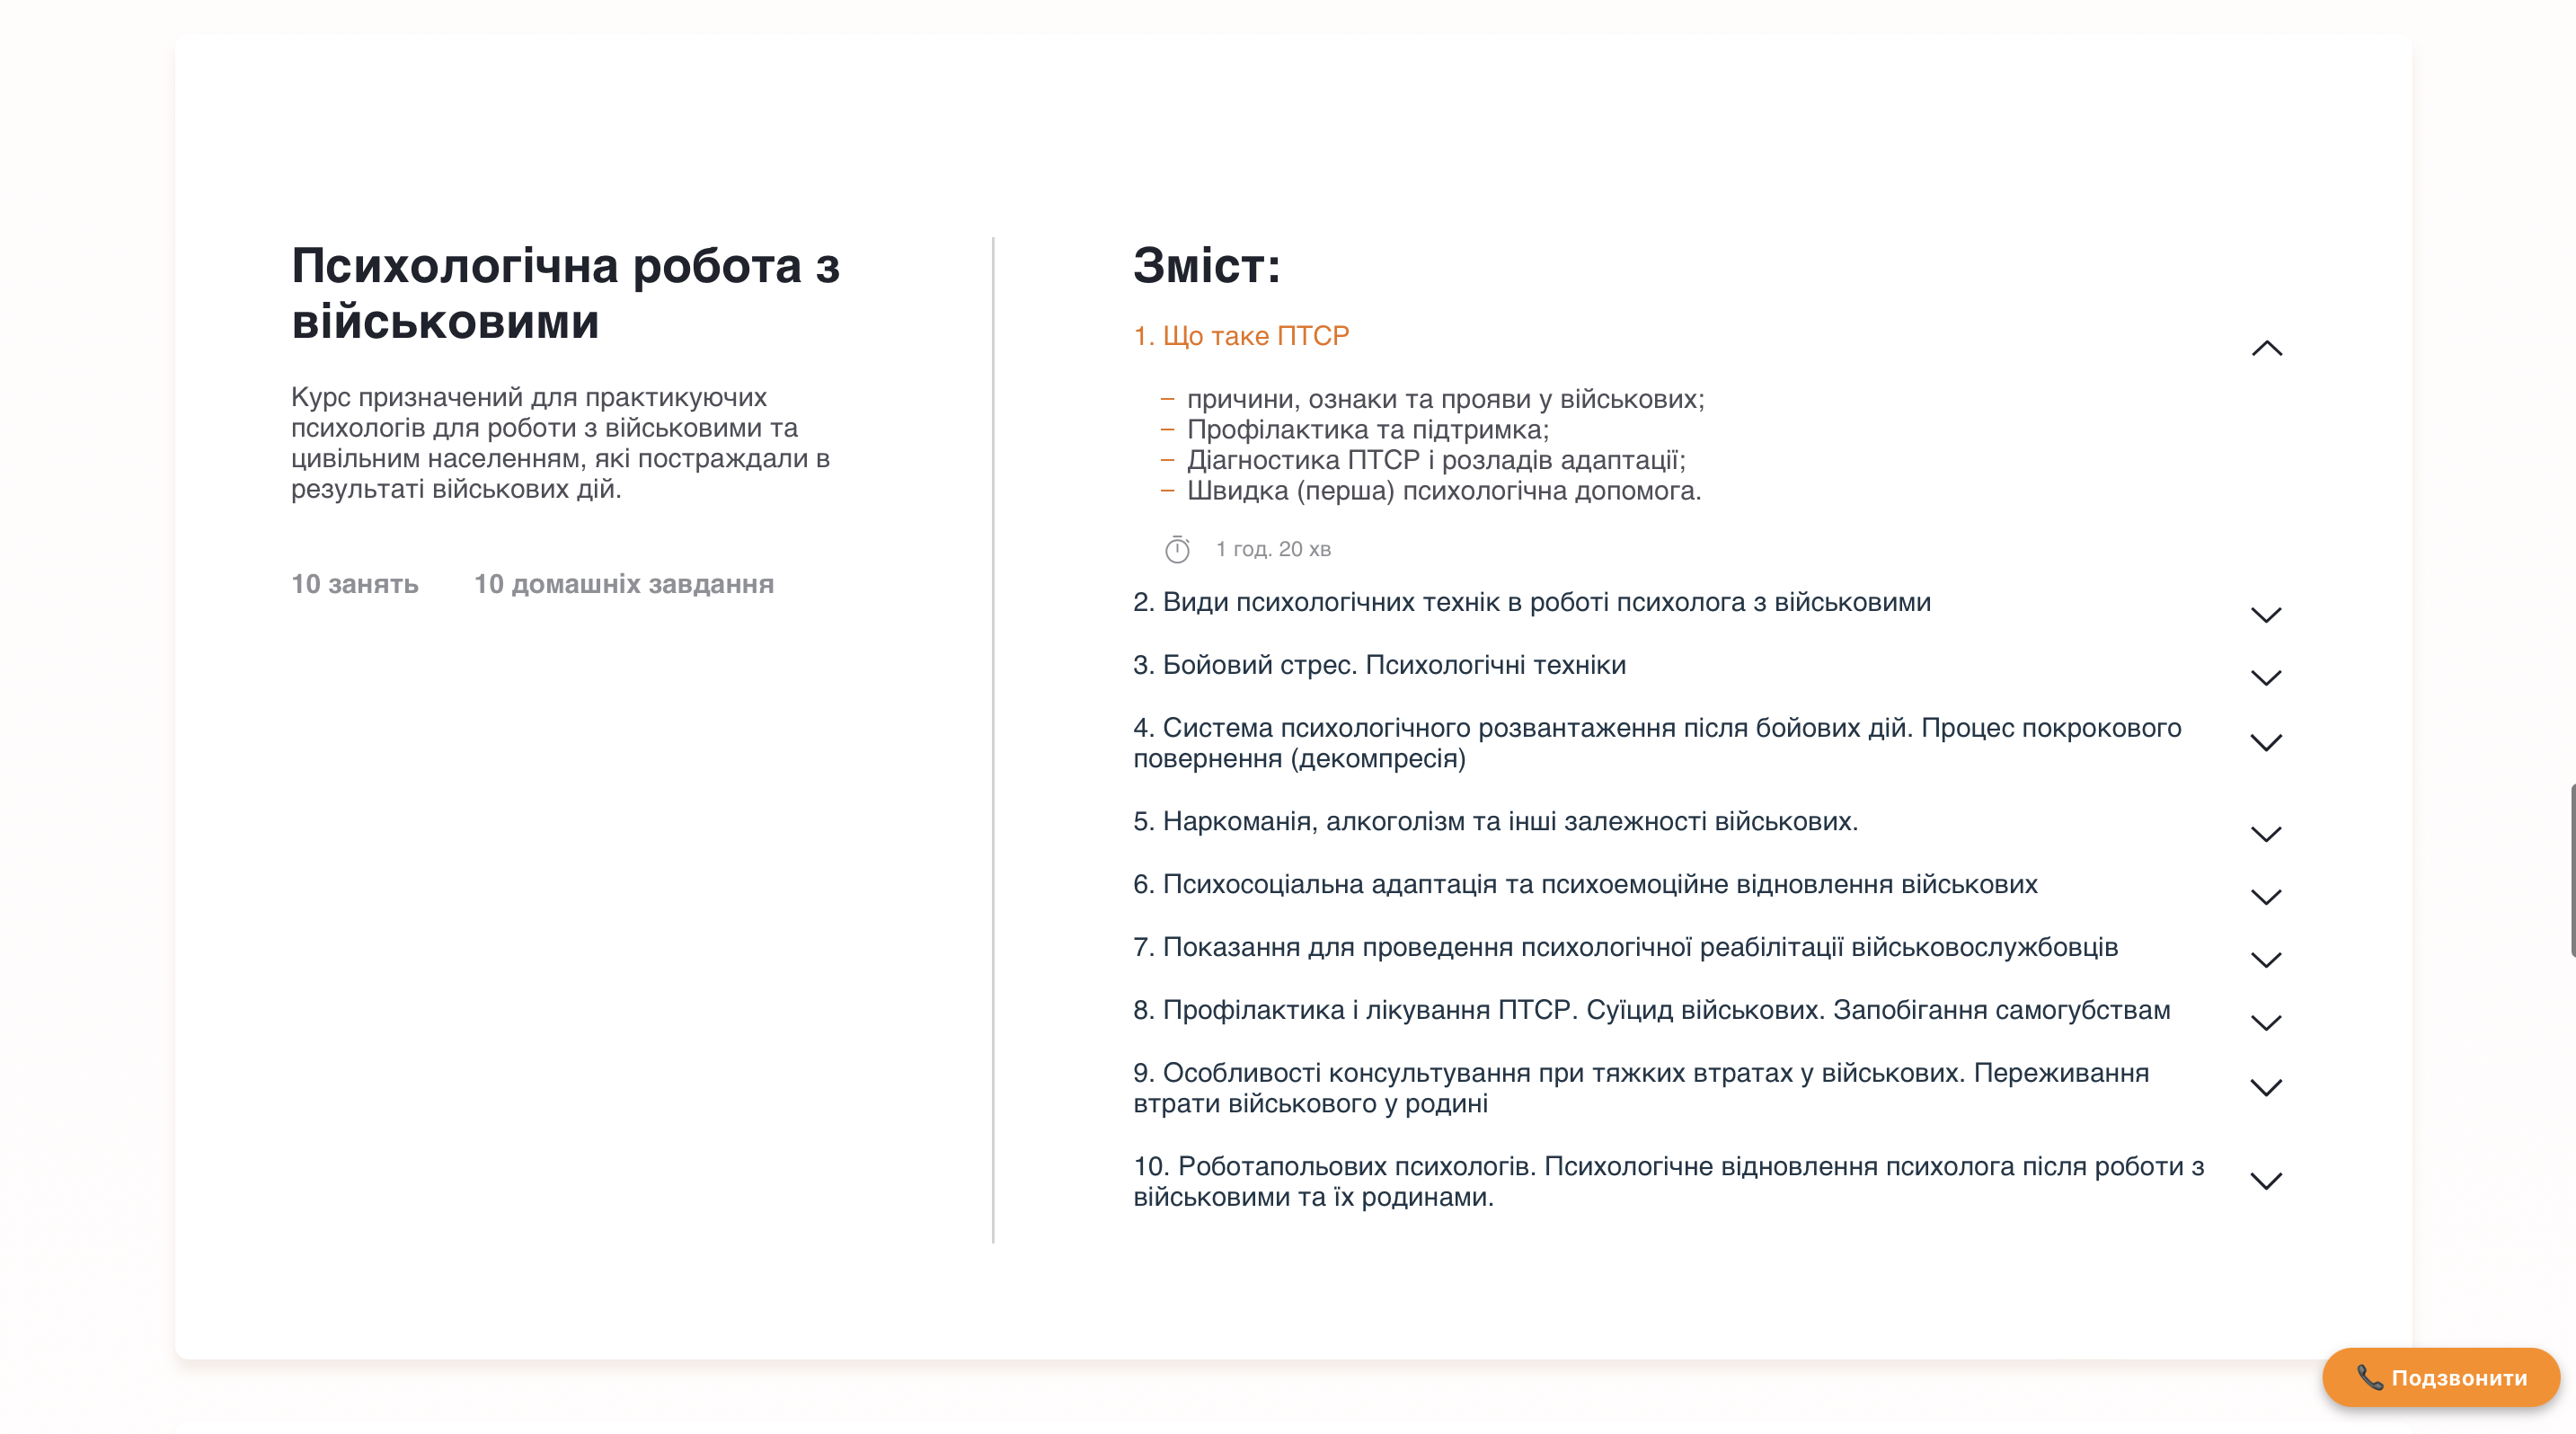 Психологічна робота з
військовими
Курс призначений для практикуючих
психологів для роботи з військовими та
цивільним населенням, які постраждали в
результаті військових дій.
10 занять 10 домашніх завдання
Зміст:
1. Що таке ПТСР
– причини, ознаки та прояви у військових;
– Профілактика та підтримка;
– Діагностика ПТСР і розладів адаптації;
– Швидка (перша) психологічна допомога.
1 год. 20 хв
2. Види психологічних технік в роботі психолога з військовими
3. Бойовий стрес. Психологічні техніки
4. Система психологічного розвантаження після бойових дій. Процес покрокового
повернення (декомпресія)
5. Наркоманія, алкоголізм та інші залежності військових.
6. Психосоціальна адаптація та психоемоційне відновлення військових
7. Показання для проведення психологічної реабілітації військовослужбовців
8. Профілактика і лікування ПТСР. Суїцид військових. Запобігання самогубствам
9. Особливості консультування при тяжких втратах у військових. Переживання
втрати військового у родині
10. Роботапольових психологів. Психологічне відновлення психолога після роботи з
військовими та їх родинами.
Подзвонити